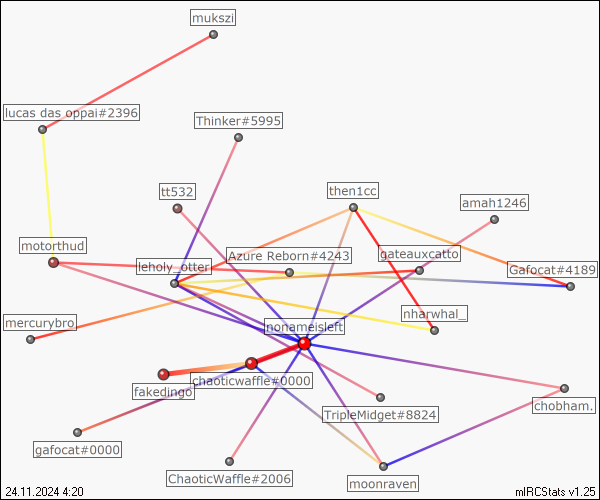 mukszi
lucas das oppai#2396
Thinker#5995
tt532
then1cc
amah1246
motorthud
leholy_otter
Azure Reborn#4243
gateauxcatto
Gafocat#4189
mercurybro
nonameisleft
nharwhal_
fakedingo
chaoticwaffle#0000
TripleMidget#8824
chobham.
gafocat#0000
ChaoticWaffle#2006
moonraven
24.11.2024 4:20
mIRCStats v1.25